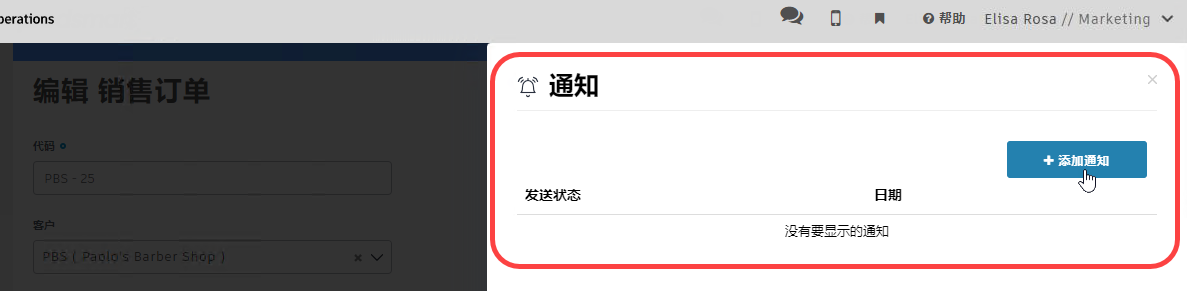 perations
帮助
Elisa Rosa // Marketing
编辑 销售订单
代码
PBS - 25
客户
PBS ( Paolo's Barber Shop )
通知
添加通知
发送状态
日期
没有要显示的通知